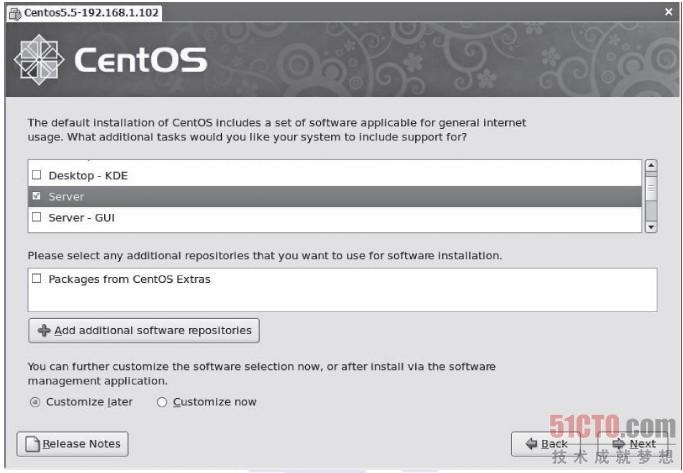 Centos5.5-192.168.1.102
CentOS
The default installation of CentOS includes a set of software applicable for general internet
usage. What additional tasks would you like your system to include support for?
Desktop - KDE
Server
Server - GUI
Please select any additional repositories that you want to use for software installation.
Packages from CentOS Extras
Add additional software repositories
You can further customize the software selection now, or after install via the software
management application.
Customize later
Customize now
51CTO.com
Release Notes
Back
Next
技术成就梦想